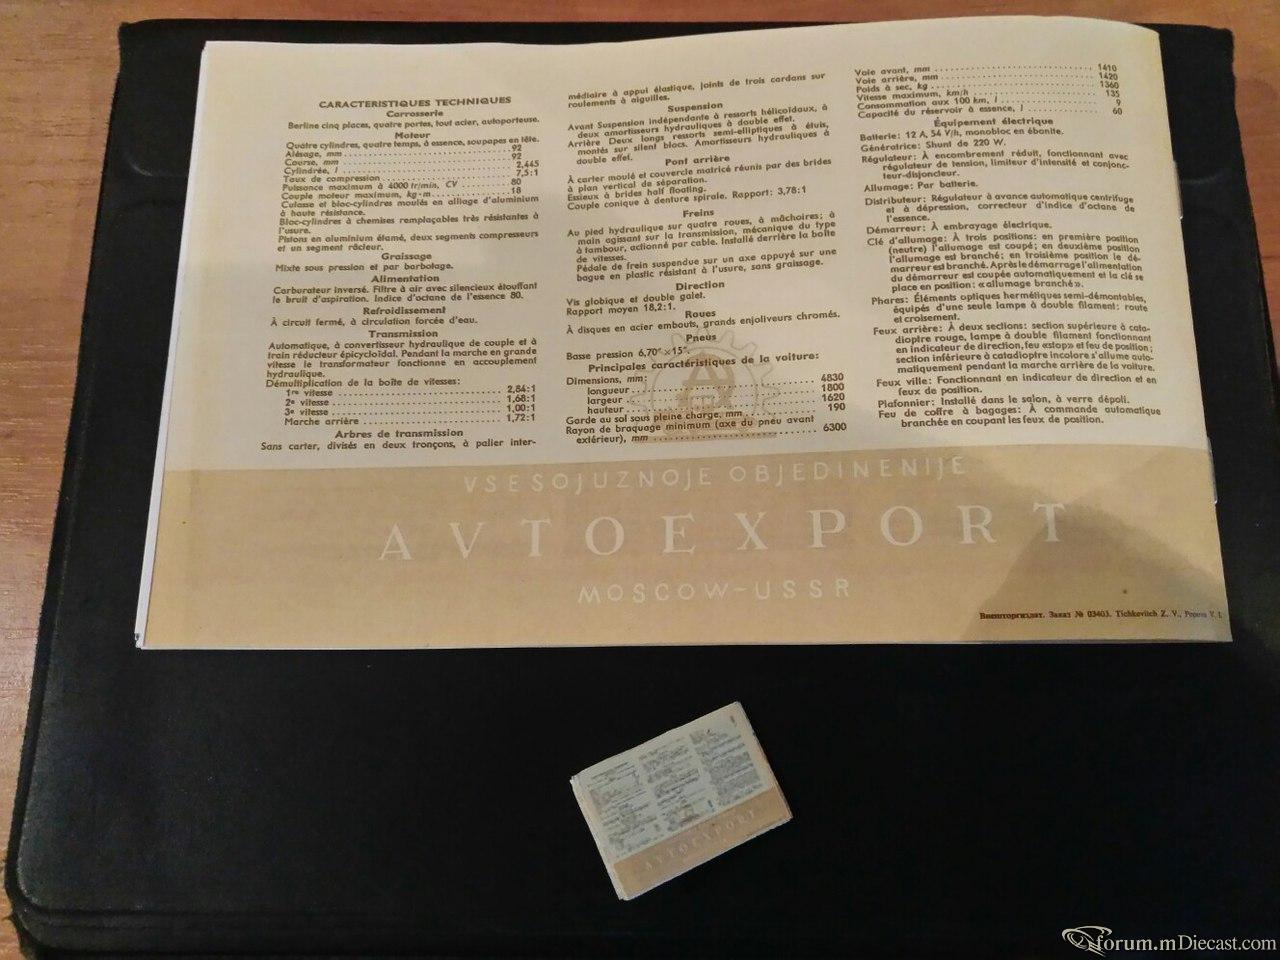 CARACTERISTIQUES TECHNIQUES
Carrosserie
Berline cinq places, quatre portes, tout acier, autoporteuse.
Moteur
Quatre cylindres, quatre temps, à essence, soupapes en tête.
Alésage, mm 92
Course, mm 92
Cylindrée, l 2,445
Taux de compression 7,5:1
Puissance maximum à 4000 tr/min, CV 80
Couple moteur maximum, kg·m 18
Culasse et bloc-cylindres moulés en alliage d'aluminium
à haute résistance.
Bloc-cylindres à chemises remplaçables très résistantes à
l'usure.
Pistons en aluminium étamé, deux segments compresseurs
et un segment râcleur.
Graissage
Mixte sous pression et par barbotage.
Alimentation
Carburateur inversé. Filtre à air avec silencieux étouffant
le bruit d'aspiration. Indice d'octane de l'essence 80.
Refroidissement
À circuit fermé, à circulation forcée d'eau.
Transmission
Automatique, à convertisseur hydraulique de couple et à
train réducteur épicycloïdal. Pendant la marche en grande
vitesse le transformateur fonctionne en accouplement
hydraulique.
Démultiplication de la boîte de vitesses:
1re vitesse 2,84:1
2e vitesse 1,68:1
3e vitesse 1,00:1
Marche arrière 1,72:1
Arbres de transmission
Sans carter, divisés en deux tronçons, à palier inter-
médiaire à appui élastique, joints de trois cardans sur
roulements à aiguilles.
Suspension
Avant Suspension indépendante à ressorts hélicoïdaux, à
deux amortisseurs hydrauliques à double effet.
Arrière Deux longs ressorts semi-elliptiques à étuis,
montés sur silent blocs. Amortisseurs hydrauliques à
double effet.
Pont arrière
À carter moulé et couvercle matricé réunis par des brides
à plan vertical de séparation.
Essieux à brides half floating.
Couple conique à denture spirale. Rapport: 3,78:1
Freins
Au pied hydraulique sur quatre roues, à mâchoires; à
main agissant sur la transmission, mécanique du type
à tambour, actionné par cable. Installé derrière la boîte
de vitesses.
Pédale de frein suspendue sur un axe appuyé sur une
bague en plastic résistant à l'usure, sans graissage.
Direction
Vis globique et double galet.
Rapport moyen 18,2:1.
Roues
À disques en acier embouts, grands enjoliveurs chromés.
Pneus
Basse pression 6,70"×15".
Principales caractéristiques de la voiture:
Dimensions, mm:
longueur 4830
largeur 1800
hauteur 1620
Garde au sol sous pleine charge, mm 190
Rayon de braquage minimum (axe du pneu avant
extérieur), mm 6300
Voie avant, mm 1410
Voie arrière, mm 1420
Poids à sec, kg 1360
Vitesse maximum, km/h 135
Consommation aux 100 km, l 9
Capacité du réservoir à essence, l 60
Équipement électrique
Batterie: 12 A, 54 V/h, monobloc en ébonite.
Génératrice: Shunt de 220 W.
Régulateur: À encombrement réduit, fonctionnant avec
régulateur de tension, limiteur d'intensité et conjonc-
teur-disjoncteur.
Allumage: Par batterie.
Distributeur: Régulateur à avance automatique centrifuge
et à dépression, correcteur d'indice d'octane de
l'essence.
Démarreur: À embrayage électrique.
Clé d'allumage: À trois positions: en première position
(neutre) l'allumage est coupé; en deuxième position
l'allumage est branché; en troisième position le dé-
marreur est branché. Après le démarrage l'alimentation
du démarreur est coupée automatiquement et la clé se
place en position: «allumage branché».
Phares: Éléments optiques hermétiques semi-démontables,
équipés d'une seule lampe à double filament: route
et croisement.
Feux arrière: À deux sections: section supérieure à cata-
dioptre rouge, lampe à double filament fonctionnant
en indicateur de direction, feu «stop» et feu de position;
section inférieure à catadioptre incolore s'allume auto-
matiquement pendant la marche arrière de la voiture.
Feux ville: Fonctionnant en indicateur de direction et en
feux de position.
Plafonnier: Installé dans le salon, à verre dépoli.
Feu de coffre à bagages: À commande automatique
branchée en coupant les feux de position.
VSESOJUZNOJE OBJEDINENIJE
AVTOEXPORT
MOSCOW-USSR
Внешторгиздат. Заказ № 03403. Tichkevitch Z. V.,
AVTOEXPORT
forum.mDiecast.com